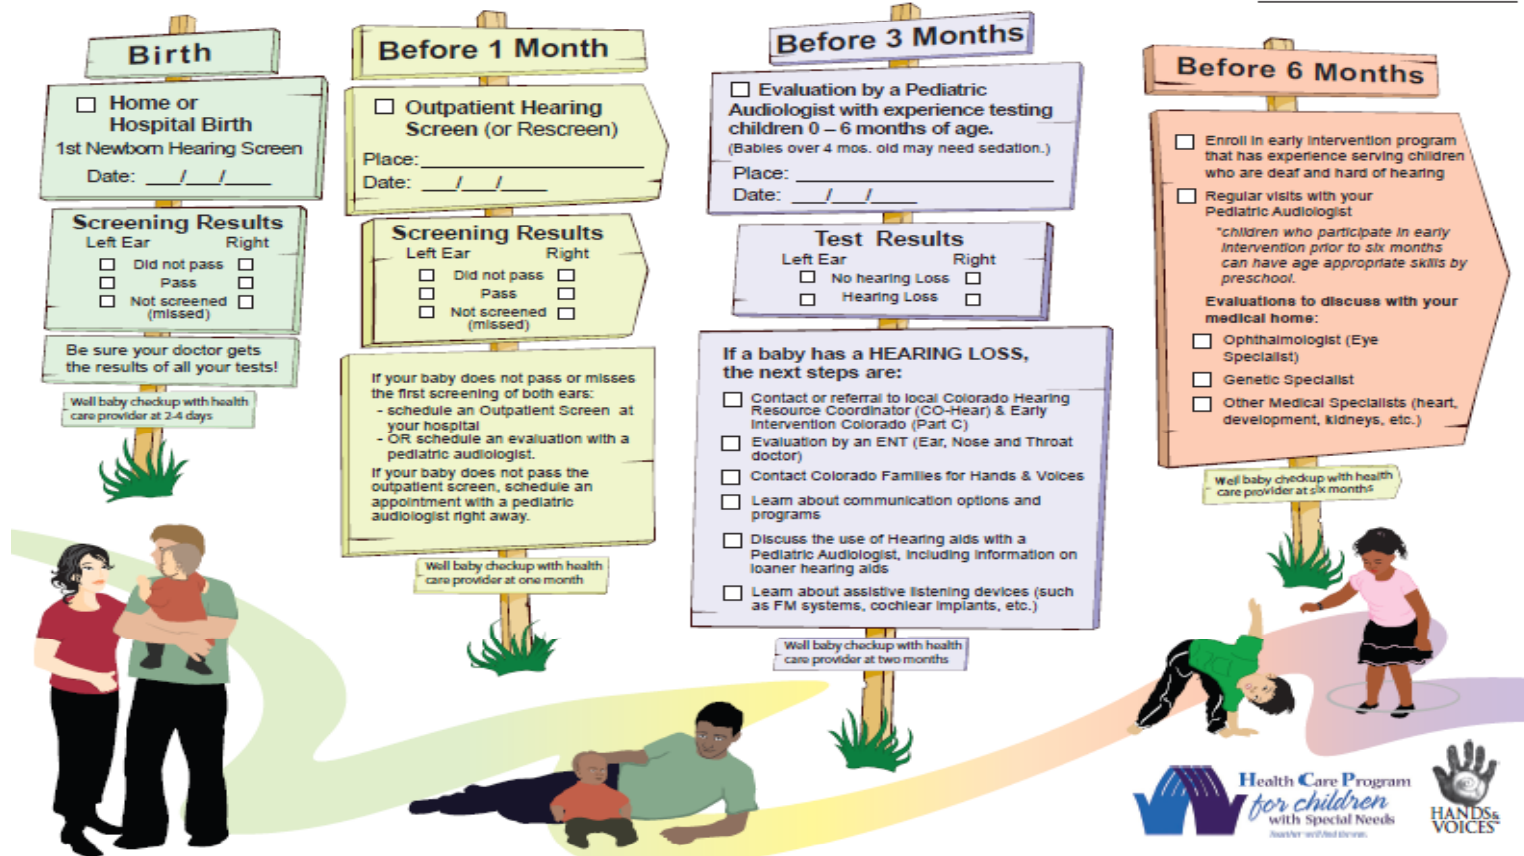 Birth
☐ Home or
Hospital Birth
1st Newborn Hearing Screen
Date: ___/___/____
Screening Results
Left Ear Right
☐ Did not pass ☐
☐ Pass ☐
☐ Not screened ☐
(missed)
Be sure your doctor gets
the results of all your tests!
Well baby checkup with health
care provider at 2-4 days
Before 1 Month
☐ Outpatient Hearing
Screen (or Rescreen)
Place:____________________
Date: ___/___/____
Screening Results
Left Ear Right
☐ Did not pass ☐
☐ Pass ☐
☐ Not screened ☐
(missed)
If your baby does not pass or misses
the first screening of both ears:
- schedule an Outpatient Screen at
your hospital
- OR schedule an evaluation with a
pediatric audiologist.
If your baby does not pass the
outpatient screen, schedule an
appointment with a pediatric
audiologist right away.
Well baby checkup with health
care provider at one month
Before 3 Months
☐ Evaluation by a Pediatric
Audiologist with experience testing
children 0 – 6 months of age.
(Babies over 4 mos. old may need sedation.)
Place: ____________________
Date: ___/___/____
Test Results
Left Ear Right
☐ No hearing Loss ☐
☐ Hearing Loss ☐
If a baby has a HEARING LOSS,
the next steps are:
☐ Contact or referral to local Colorado Hearing
Resource Coordinator (CO-Hear) & Early
Intervention Colorado (Part C)
☐ Evaluation by an ENT (Ear, Nose and Throat
doctor)
☐ Contact Colorado Families for Hands & Voices
☐ Learn about communication options and
programs
☐ Discuss the use of Hearing aids with a
Pediatric Audiologist, including information on
loaner hearing aids
☐ Learn about assistive listening devices (such
as FM systems, cochlear implants, etc.)
Well baby checkup with health
care provider at two months
Before 6 Months
☐ Enroll in early intervention program
that has experience serving children
who are deaf and hard of hearing
☐ Regular visits with your
Pediatric Audiologist
"children who participate in early
intervention prior to six months
can have age appropriate skills by
preschool.
Evaluations to discuss with your
medical home:
☐ Ophthalmologist (Eye
Specialist)
☐ Genetic Specialist
☐ Other Medical Specialists (heart,
development, kidneys, etc.)
Well baby checkup with health
care provider at six months
Health Care Program
for children
with Special Needs
HANDS &
VOICES™